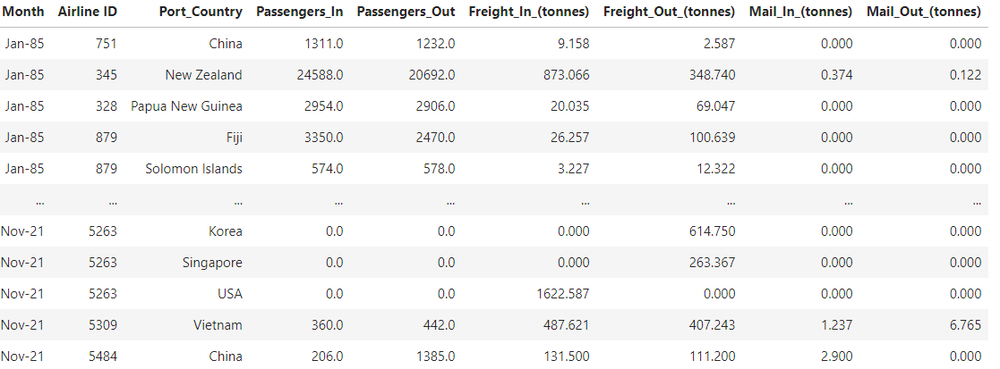 Month Airline ID Port_Country Passengers_In Passengers_Out Freight_In_(tonnes) Freight_Out_(tonnes) Mail_In_(tonnes) Mail_Out_(tonnes)
Jan-85 751 China 1311.0 1232.0 9.158 2.587 0.000 0.000
Jan-85 345 New Zealand 24588.0 20692.0 873.066 348.740 0.374 0.122
Jan-85 328 Papua New Guinea 2954.0 2906.0 20.035 69.047 0.000 0.000
Jan-85 879 Fiji 3350.0 2470.0 26.257 100.639 0.000 0.000
Jan-85 879 Solomon Islands 574.0 578.0 3.227 12.322 0.000 0.000
... ... ... ... ... ... ... ... ...
Nov-21 5263 Korea 0.0 0.0 0.000 614.750 0.000 0.000
Nov-21 5263 Singapore 0.0 0.0 0.000 263.367 0.000 0.000
Nov-21 5263 USA 0.0 0.0 1622.587 0.000 0.000 0.000
Nov-21 5309 Vietnam 360.0 442.0 487.621 407.243 1.237 6.765
Nov-21 5484 China 206.0 1385.0 131.500 111.200 2.900 0.000